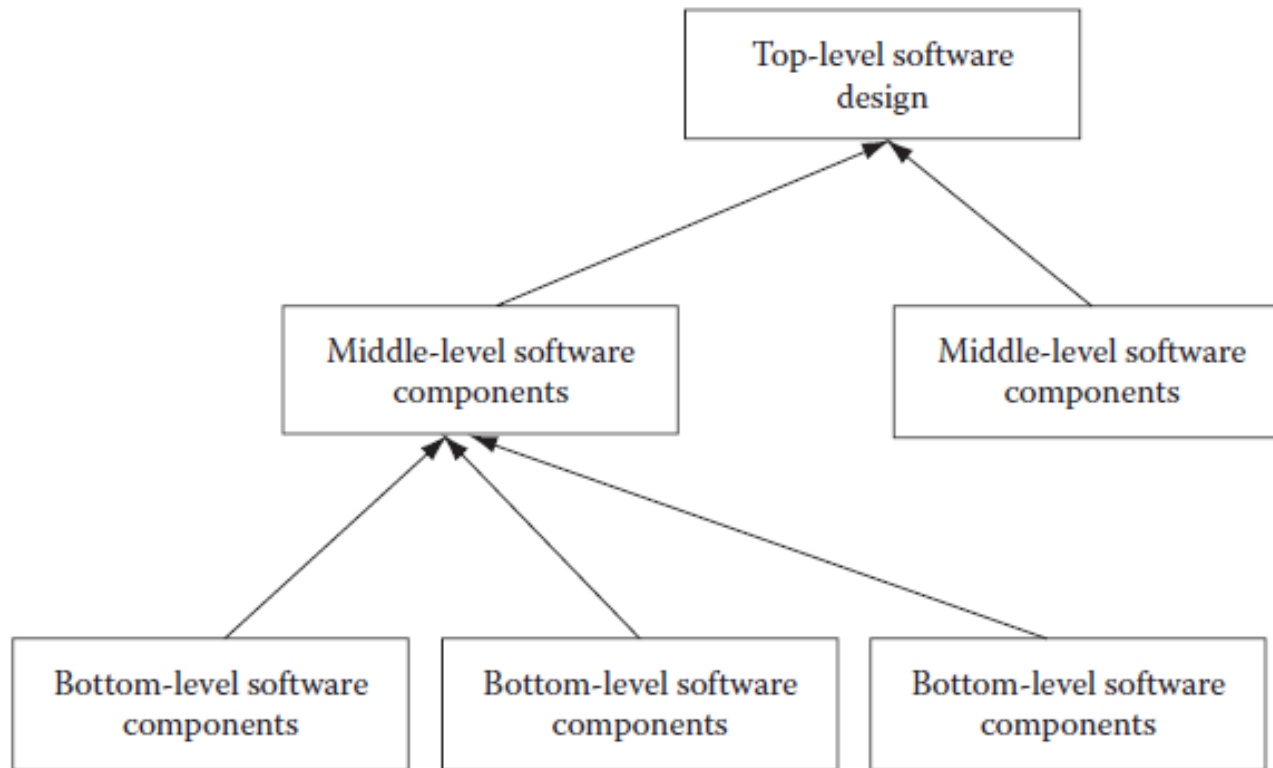 Top-level software
design
Middle-level software
components
Middle-level software
components
Bottom-level software
components
Bottom-level software
components
Bottom-level software
components